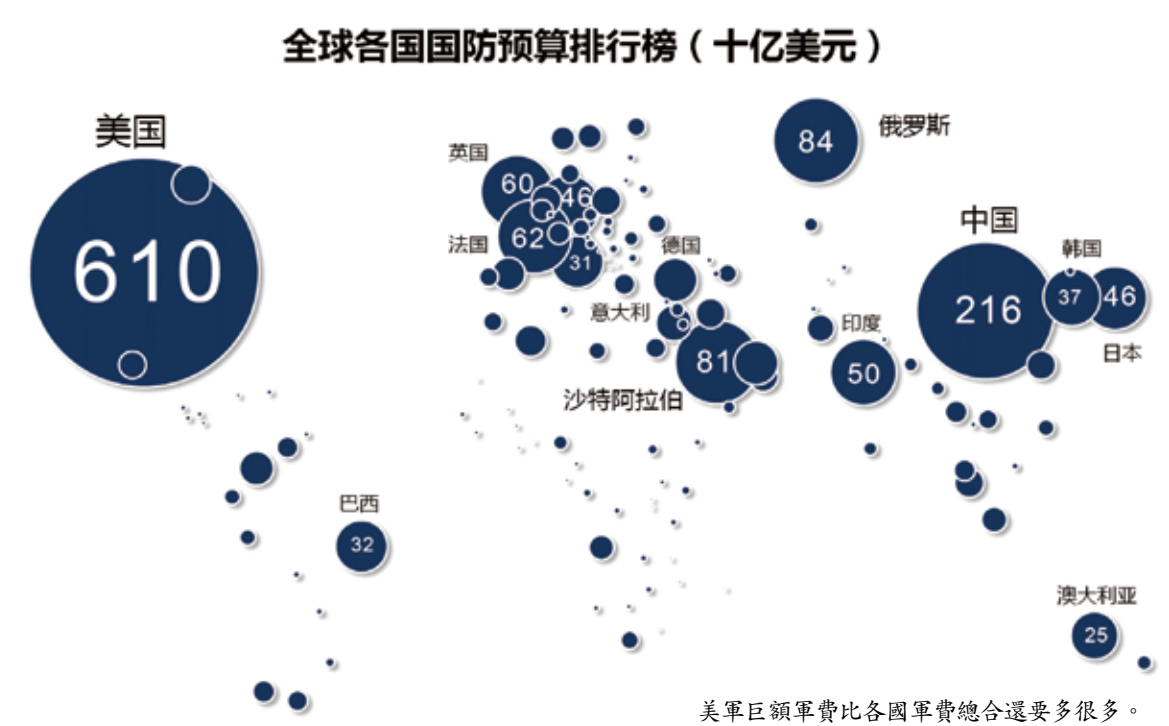 全球各国国防预算排行榜（十亿美元）
美国
610
英国
60
46
法国
62
31
德国
意大利
81
沙特阿拉伯
84
俄罗斯
印度
50
中国
216
韩国
37
46
日本
巴西
32
澳大利亚
25
美軍巨額軍費比各國軍費總合還要多很多。